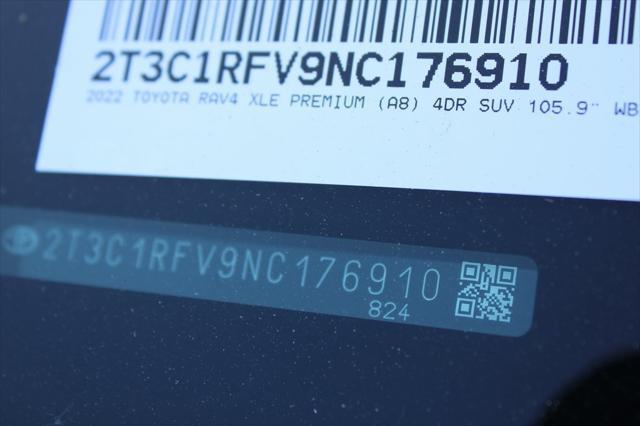 2T3C1RFV9NC176910
2022 TOYOTA RAV4 XLE PREMIUM (A8) 4DR SUV 105.9" WB
2T3C1RFV9NC176910
824